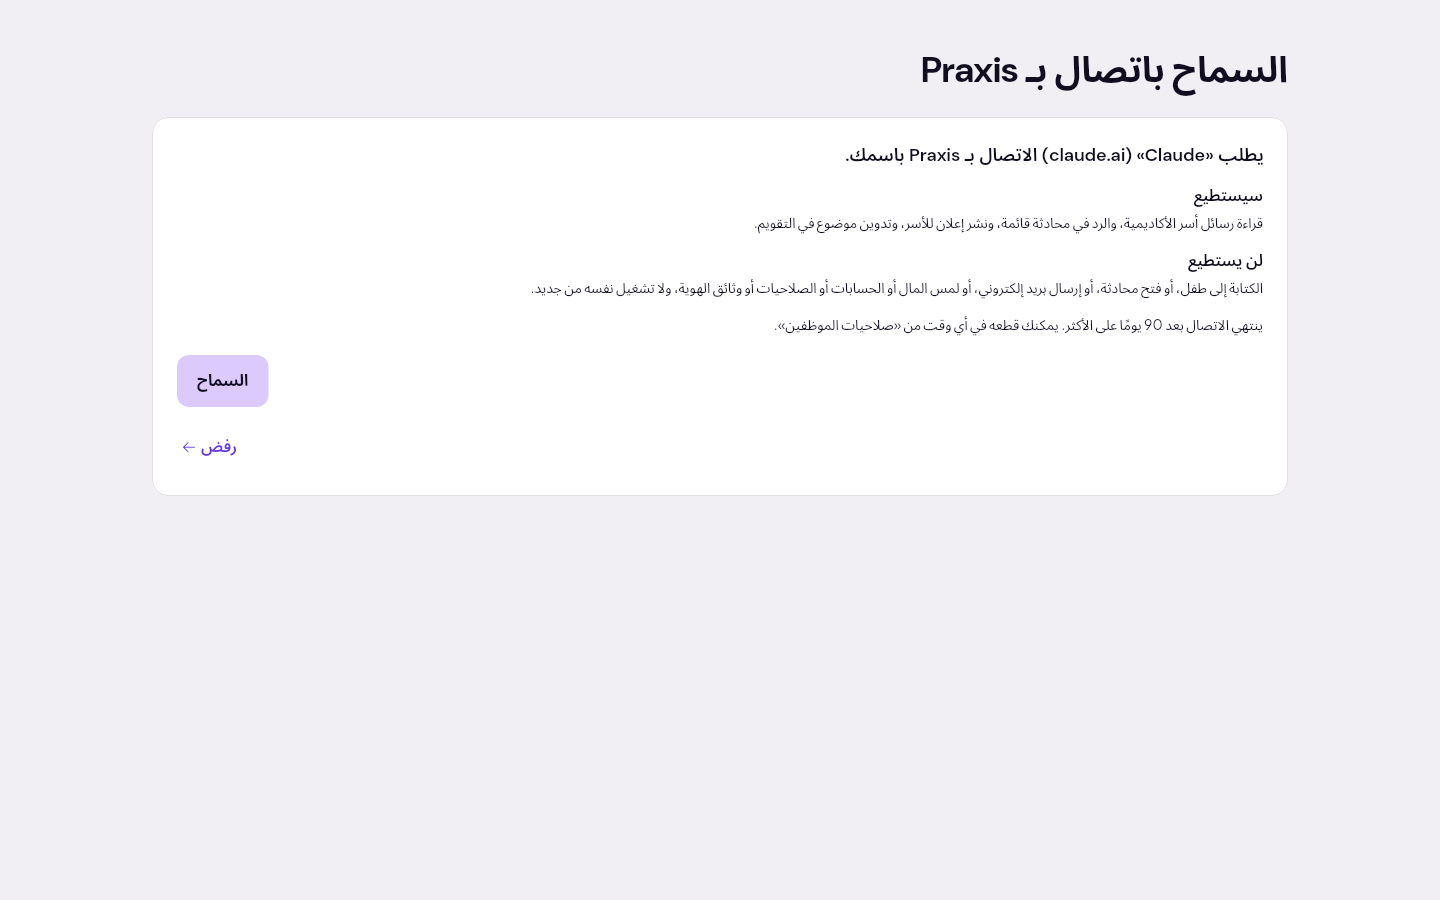 السماح باتصال بـ Praxis
يطلب «Claude» (claude.ai) الاتصال بـ Praxis باسمك.
سيستطيع
قراءة رسائل أسر الأكاديمية، والرد في محادثة قائمة، ونشر إعلان للأسر، وتدوين موضوع في التقويم.
لن يستطيع
الكتابة إلى طفل، أو فتح محادثة، أو إرسال بريد إلكتروني، أو لمس المال أو الحسابات أو الصلاحيات أو وثائق الهوية، ولا تشغيل نفسه من جديد.
ينتهي الاتصال بعد 90 يومًا على الأكثر. يمكنك قطعه في أي وقت من «صلاحيات الموظفين».
السماح
رفض ←